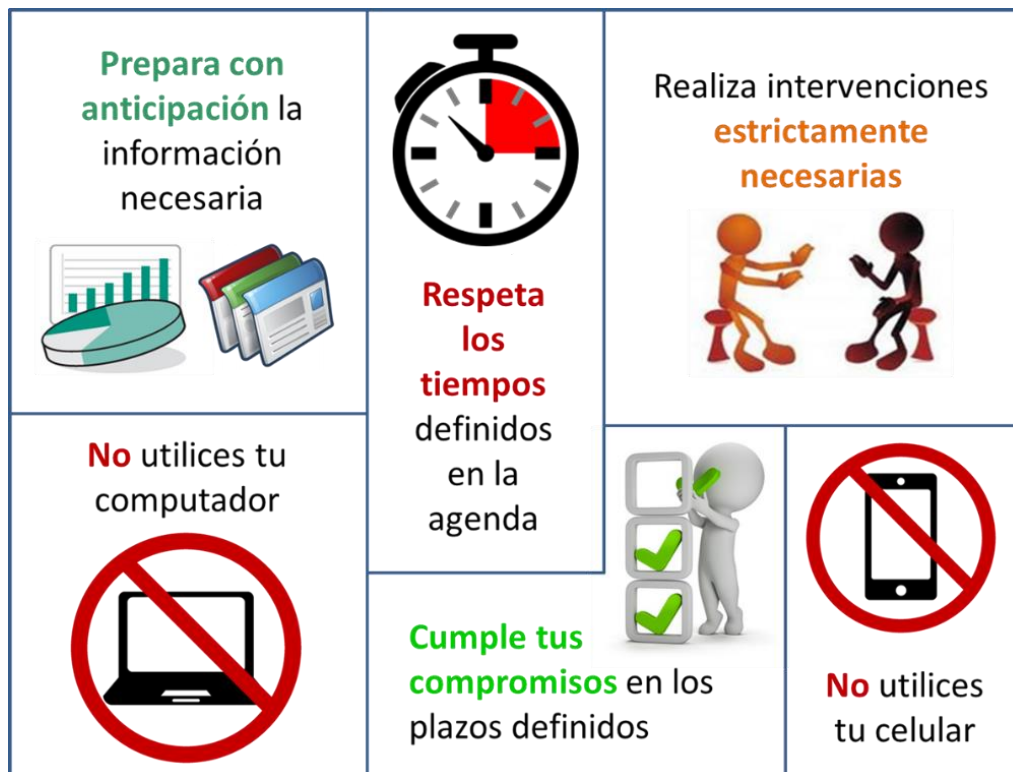 Prepara con
anticipación la
información
necesaria
Respeta
los
tiempos
definidos
en la
agenda
Realiza intervenciones
estrictamente
necesarias
No utilices tu
computador
Cumple tus
compromisos en los
plazos definidos
No utilices
tu celular